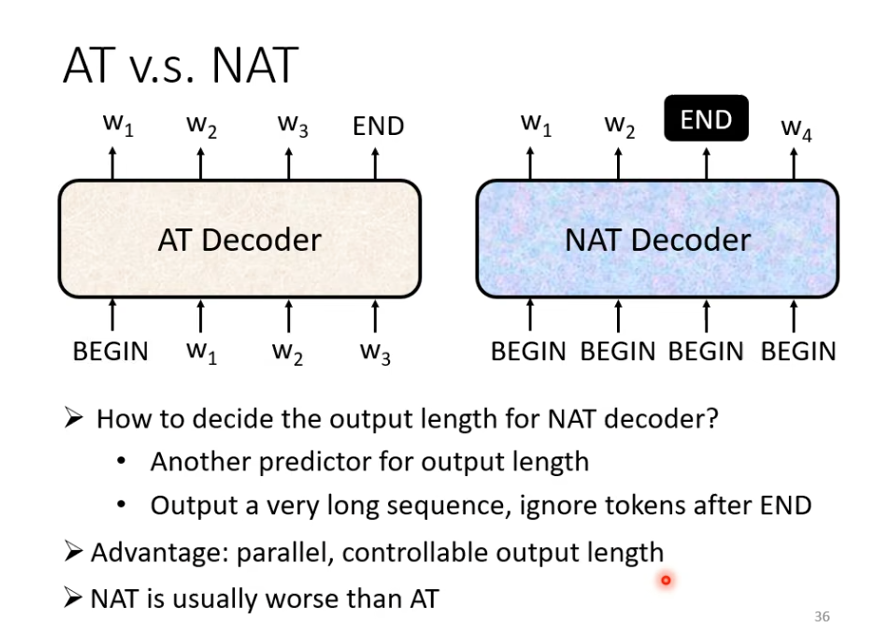 AT v.s. NAT
w1 w2 w3 END w1 w2 END w4
AT Decoder NAT Decoder
BEGIN w1 w2 w3 BEGIN BEGIN BEGIN BEGIN
➢ How to decide the output length for NAT decoder?
• Another predictor for output length
• Output a very long sequence, ignore tokens after END
➢ Advantage: parallel, controllable output length
➢ NAT is usually worse than AT
36